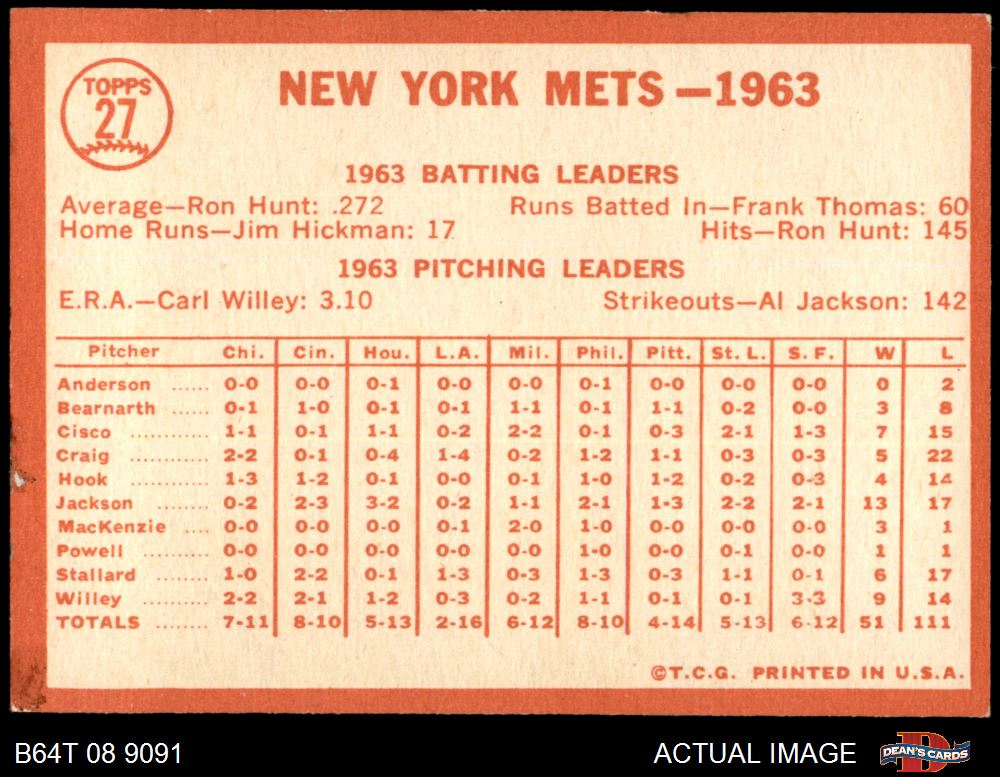 TOPPS
27
NEW YORK METS—1963
1963 BATTING LEADERS
Average—Ron Hunt: .272 Runs Batted In—Frank Thomas: 60
Home Runs—Jim Hickman: 17 Hits—Ron Hunt: 145
1963 PITCHING LEADERS
E.R.A.—Carl Willey: 3.10 Strikeouts—Al Jackson: 142
Pitcher Chi. Cin. Hou. L.A. Mil. Phil. Pitt. St. L. S. F. W L
Anderson ...... 0-0 0-0 0-1 0-0 0-0 0-1 0-0 0-0 0-0 0 2
Bearnarth ...... 0-1 1-0 0-1 0-1 1-1 0-1 1-1 0-2 0-0 3 8
Cisco ............ 1-1 0-1 1-1 0-2 2-2 0-1 0-3 2-1 1-3 7 15
Craig ............ 2-2 0-1 0-4 1-4 0-2 1-2 1-1 0-3 0-3 5 22
Hook ............ 1-3 1-2 0-1 0-0 0-1 1-0 1-2 0-2 0-3 4 14
Jackson ........ 0-2 2-3 3-2 0-2 1-1 2-1 1-3 2-2 2-1 13 17
MacKenzie .... 0-0 0-0 0-0 0-1 2-0 1-0 0-0 0-0 0-0 3 1
Powell .......... 0-0 0-0 0-0 0-0 0-0 1-0 0-0 0-1 0-0 1 1
Stallard ........ 1-0 2-2 0-1 1-3 0-3 1-3 0-3 1-1 0-1 6 17
Willey .......... 2-2 2-1 1-2 0-3 0-2 1-1 0-1 0-1 3-3 9 14
TOTALS ........ 7-11 8-10 5-13 2-16 6-12 8-10 4-14 5-13 6-12 51 111
©T.C.G. PRINTED IN U.S.A.
B64T 08 9091 ACTUAL IMAGE DEAN'S CARDS